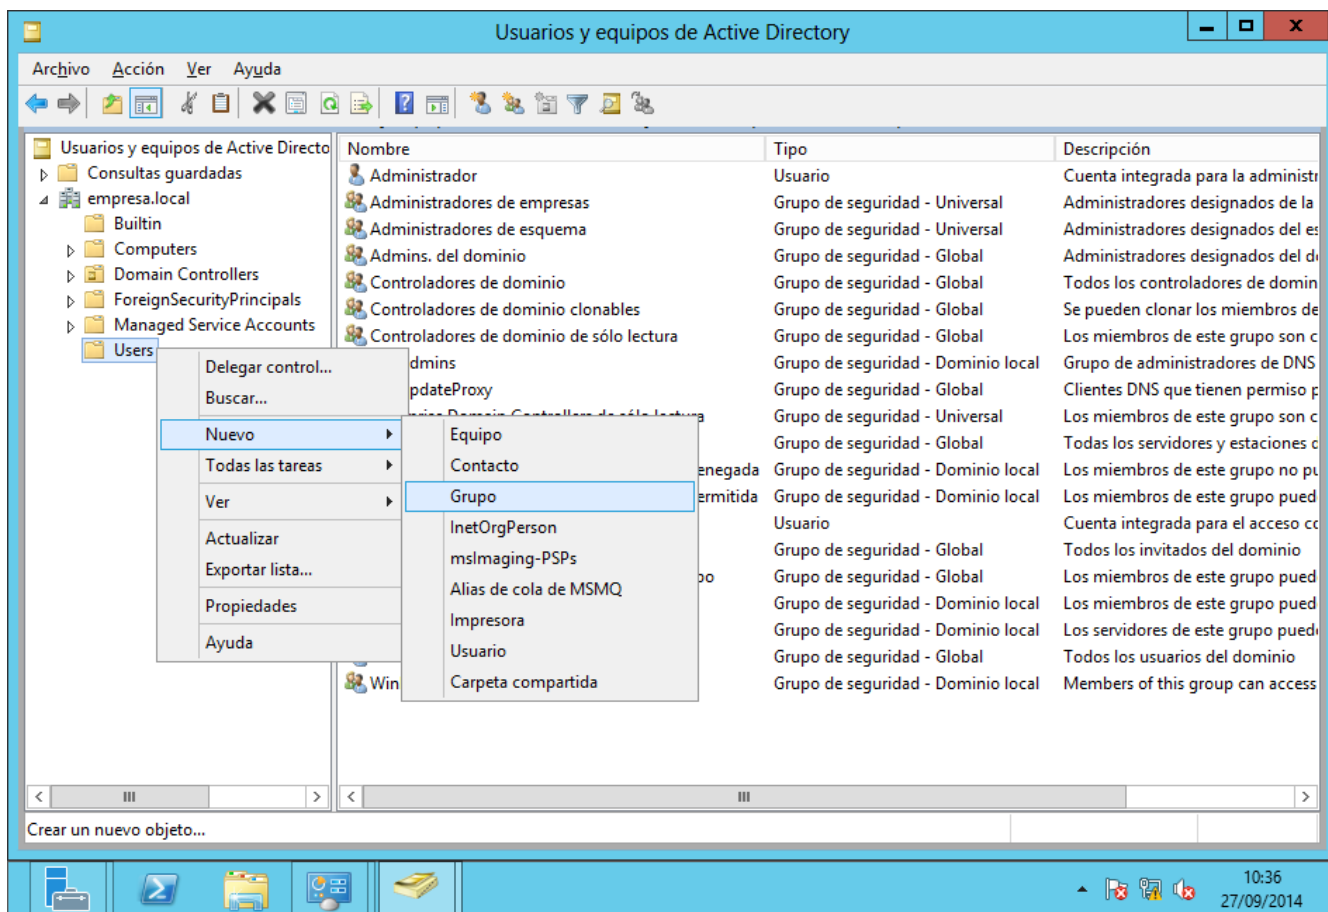 Usuarios y equipos de Active Directory
Archivo Acción Ver Ayuda
Usuarios y equipos de Active Directo
Consultas guardadas
empresa.local
Builtin
Computers
Domain Controllers
ForeignSecurityPrincipals
Managed Service Accounts
Users
Nombre Tipo Descripción
Administrador Usuario Cuenta integrada para la administr
Administradores de empresas Grupo de seguridad - Universal Administradores designados de la
Administradores de esquema Grupo de seguridad - Universal Administradores designados del es
Admins. del dominio Grupo de seguridad - Global Administradores designados del d
Controladores de dominio Grupo de seguridad - Global Todos los controladores de domin
Controladores de dominio clonables Grupo de seguridad - Global Se pueden clonar los miembros de
Controladores de dominio de sólo lectura Grupo de seguridad - Global Los miembros de este grupo son c
dmins Grupo de seguridad - Dominio local Grupo de administradores de DNS
pdateProxy Grupo de seguridad - Global Clientes DNS que tienen permiso p
Domain Controllers de sólo lectura Grupo de seguridad - Universal Los miembros de este grupo son c
Grupo de seguridad - Global Todas los servidores y estaciones c
enegada Grupo de seguridad - Dominio local Los miembros de este grupo no pu
ermitida Grupo de seguridad - Dominio local Los miembros de este grupo pued
Usuario Cuenta integrada para el acceso co
Grupo de seguridad - Global Todos los invitados del dominio
po Grupo de seguridad - Global Los miembros de este grupo pued
Grupo de seguridad - Dominio local Los miembros de este grupo pued
Grupo de seguridad - Dominio local Los servidores de este grupo pued
Grupo de seguridad - Global Todos los usuarios del dominio
Win Grupo de seguridad - Dominio local Members of this group can access
Delegar control...
Buscar...
Nuevo
Todas las tareas
Ver
Actualizar
Exportar lista...
Propiedades
Ayuda
Equipo
Contacto
Grupo
InetOrgPerson
msImaging-PSPs
Alias de cola de MSMQ
Impresora
Usuario
Carpeta compartida
Crear un nuevo objeto...
10:36
27/09/2014